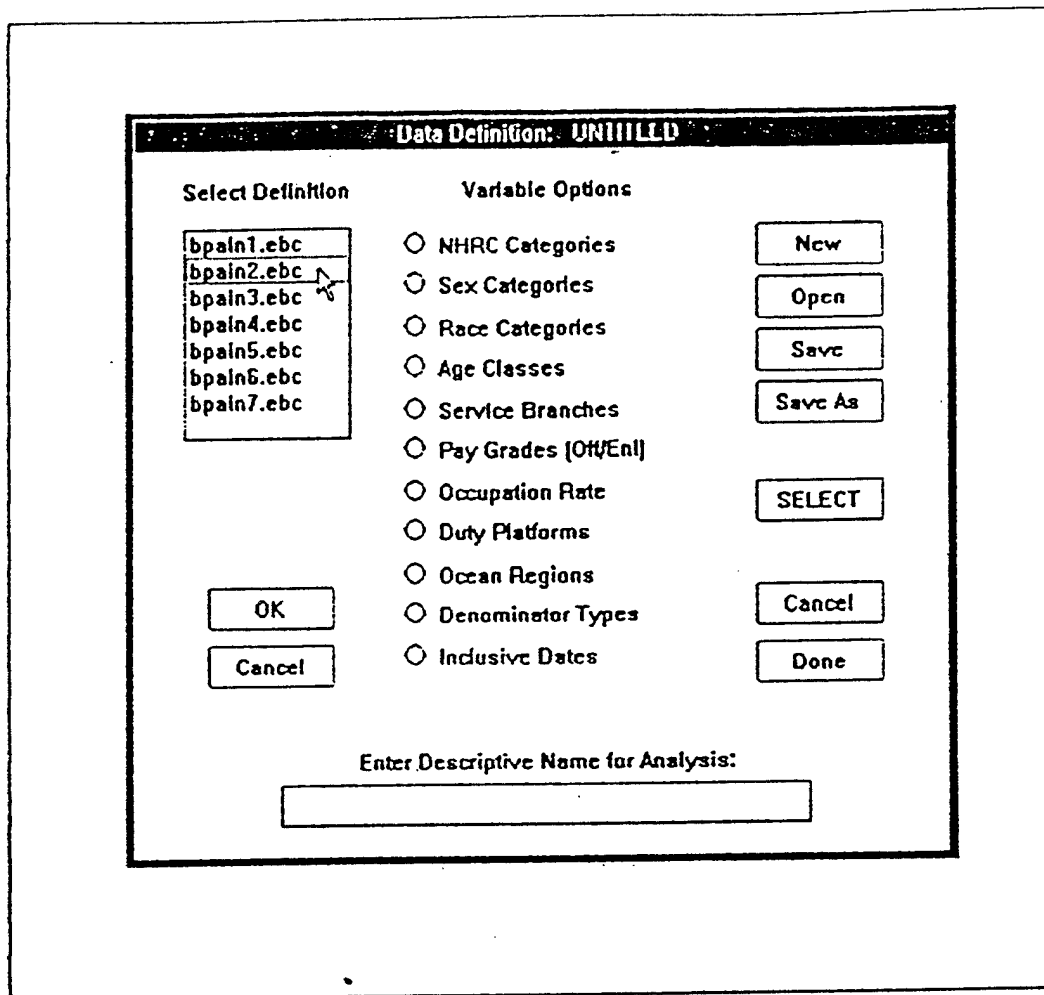 Data Definition: UNTITLED
Select Definition
bpain1.ebc
bpain2.ebc
bpain3.ebc
bpain4.ebc
bpain5.ebc
bpain6.ebc
bpain7.ebc
OK
Cancel
Variable Options
NHRC Categories
Sex Categories
Race Categories
Age Classes
Service Branches
Pay Grades [Off/Enl]
Occupation Rate
Duty Platforms
Ocean Regions
Denominator Types
Inclusive Dates
New
Open
Save
Save As
SELECT
Cancel
Done
Enter Descriptive Name for Analysis: